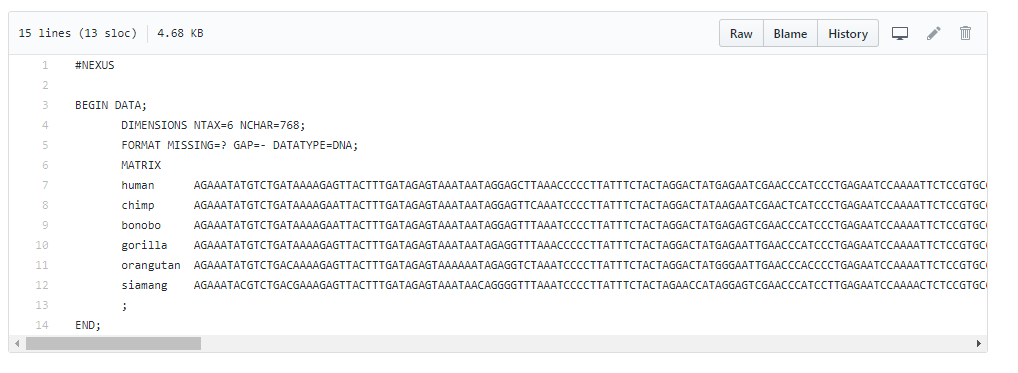 15 lines (13 sloc) 4.68 KB Raw Blame History
1 #NEXUS
2
3 BEGIN DATA;
4 DIMENSIONS NTAX=6 NCHAR=768;
5 FORMAT MISSING=? GAP=- DATATYPE=DNA;
6 MATRIX
7 human AGAAATATGTCTGATAAAAGAGTTACTTTGATAGAGTAAATAATAGGAGCTTAAACCCCCTTATTTCTACTAGGACTATGAGAATCGAACCCATCCCTGAGAATCCAAAATTCTCCGTGC
8 chimp AGAAATATGTCTGATAAAAGAATTACTTTGATAGAGTAAATAATAGGAGTTCAAATCCCCTTATTTCTACTAGGACTATAAGAATCGAACTCATCCCTGAGAATCCAAAATTCTCCGTGC
9 bonobo AGAAATATGTCTGATAAAAGAATTACTTTGATAGAGTAAATAATAGGAGTTTAAATCCCCTTATTTCTACTAGGACTATGAGAGTCGAACCCATCCCTGAGAATCCAAAATTCTCCGTGC
10 gorilla AGAAATATGTCTGATAAAAGAGTTACTTTGATAGAGTAAATAATAGAGGTTTAAACCCCCTTATTTCTACTAGGACTATGAGAATTGAACCCATCCCTGAGAATCCAAAATTCTCCGTGC
11 orangutan AGAAATATGTCTGACAAAAGAGTTACTTTGATAGAGTAAAAAATAGAGGTCTAAATCCCCTTATTTCTACTAGGACTATGGGAATTGAACCCACCCCTGAGAATCCAAAATTCTCCGTGC
12 siamang AGAAATACGTCTGACGAAAGAGTTACTTTGATAGAGTAAATAACAGGGGTTTAAATCCCCTTATTTCTACTAGAACCATAGGAGTCGAACCCATCCTTGAGAATCCAAAACTCTCCGTGC
13 ;
14 END;